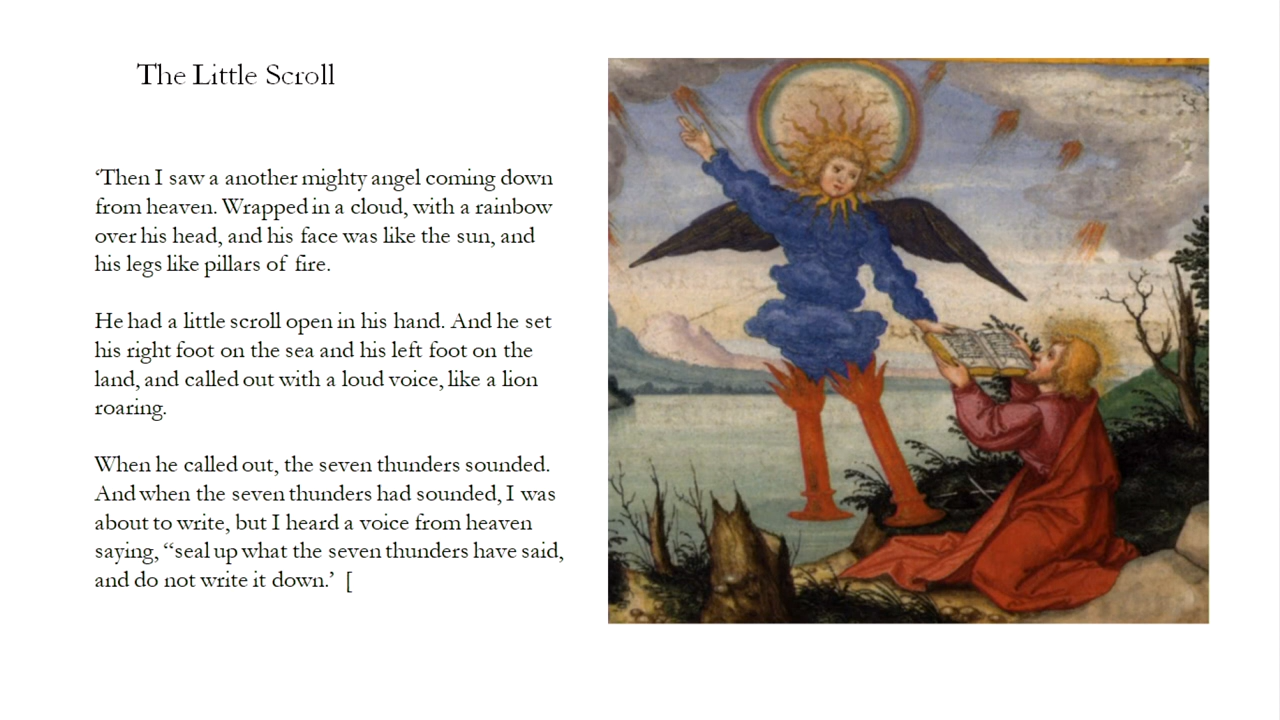 The Little Scroll
‘Then I saw a another mighty angel coming down
from heaven. Wrapped in a cloud, with a rainbow
over his head, and his face was like the sun, and
his legs like pillars of fire.
He had a little scroll open in his hand. And he set
his right foot on the sea and his left foot on the
land, and called out with a loud voice, like a lion
roaring.
When he called out, the seven thunders sounded.
And when the seven thunders had sounded, I was
about to write, but I heard a voice from heaven
saying, “seal up what the seven thunders have said,
and do not write it down.’ [